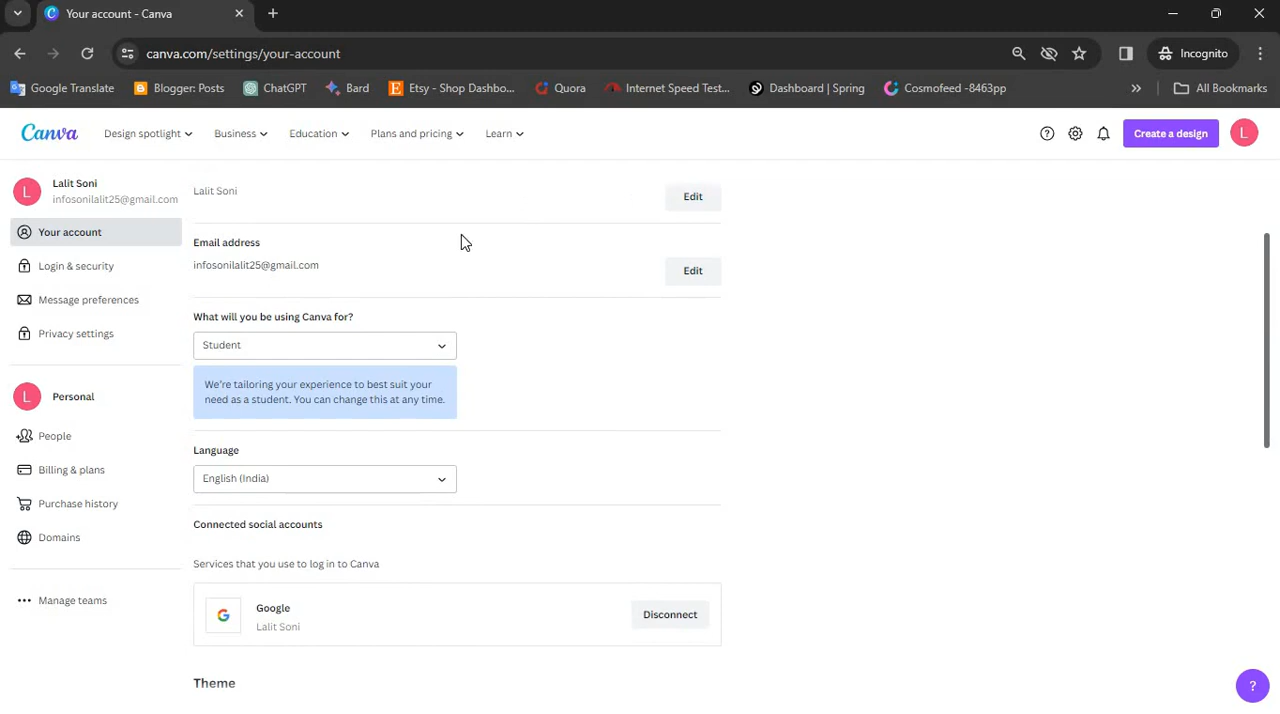 Your account - Canva
canva.com/settings/your-account
Incognito
Google Translate
Blogger: Posts
ChatGPT
Bard
Etsy - Shop Dashbo...
Quora
Internet Speed Test...
Dashboard | Spring
Cosmofeed -8463pp
»
All Bookmarks
Canva
Design spotlight
Business
Education
Plans and pricing
Learn
Create a design
L
L
Lalit Soni
infosonilalit25@gmail.com
Your account
Login & security
Message preferences
Privacy settings
L
Personal
People
Billing & plans
Purchase history
Domains
Manage teams
Lalit Soni
Edit
Email address
infosonilalit25@gmail.com
Edit
What will you be using Canva for?
Student
We're tailoring your experience to best suit your
need as a student. You can change this at any time.
Language
English (India)
Connected social accounts
Services that you use to log in to Canva
Google
Lalit Soni
Disconnect
Theme
?